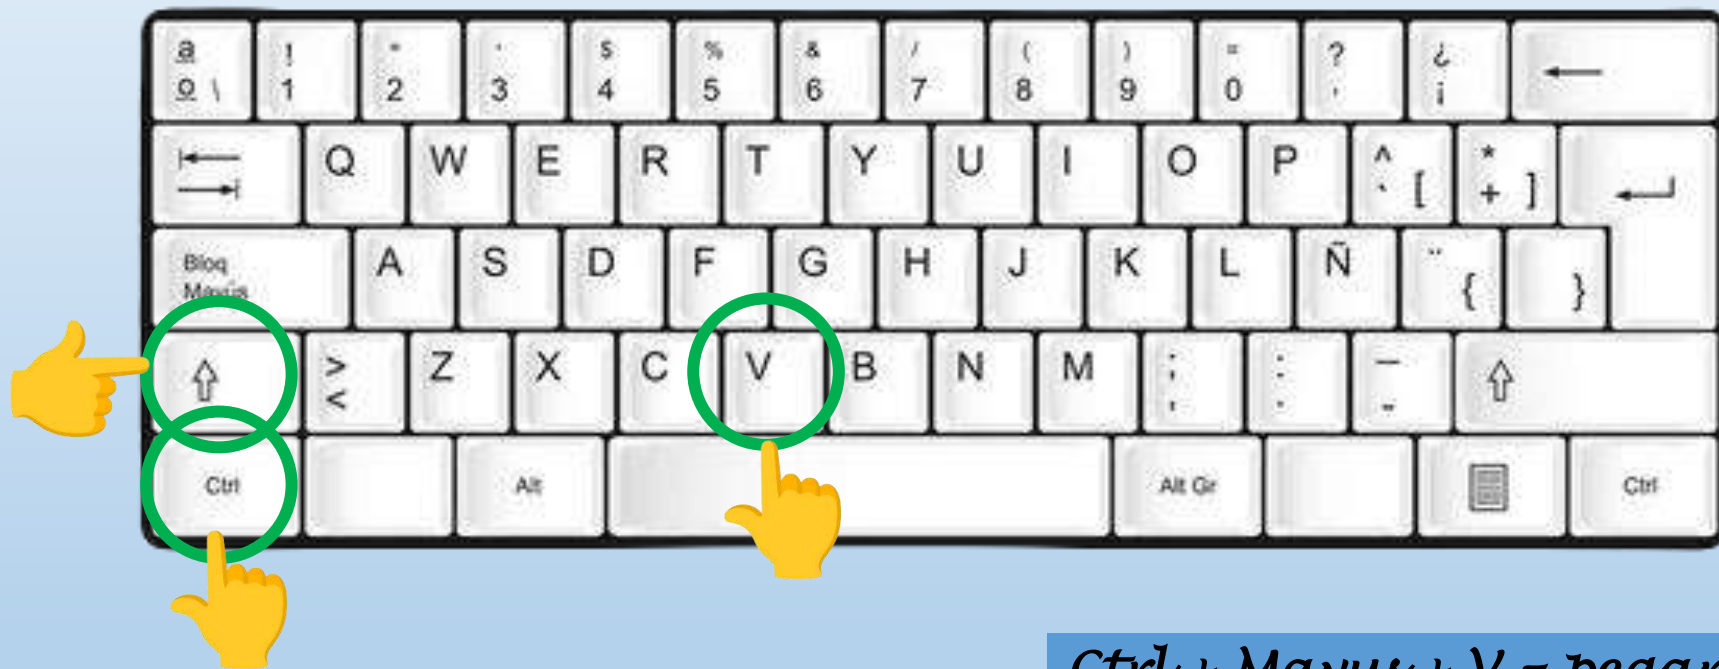 a ! " · $ % & / ( ) = ? ¿
o \ 1 2 3 4 5 6 7 8 9 0 ' ¡
Q W E R T Y U I O P ^ ` [ * + ]
Bloq
Mayús
A S D F G H J K L Ñ ¨ { }
> < Z X C V B N M ; , : . _ -
Ctrl Alt Alt Gr Ctrl
Ctrl + Mayus + V = pegar